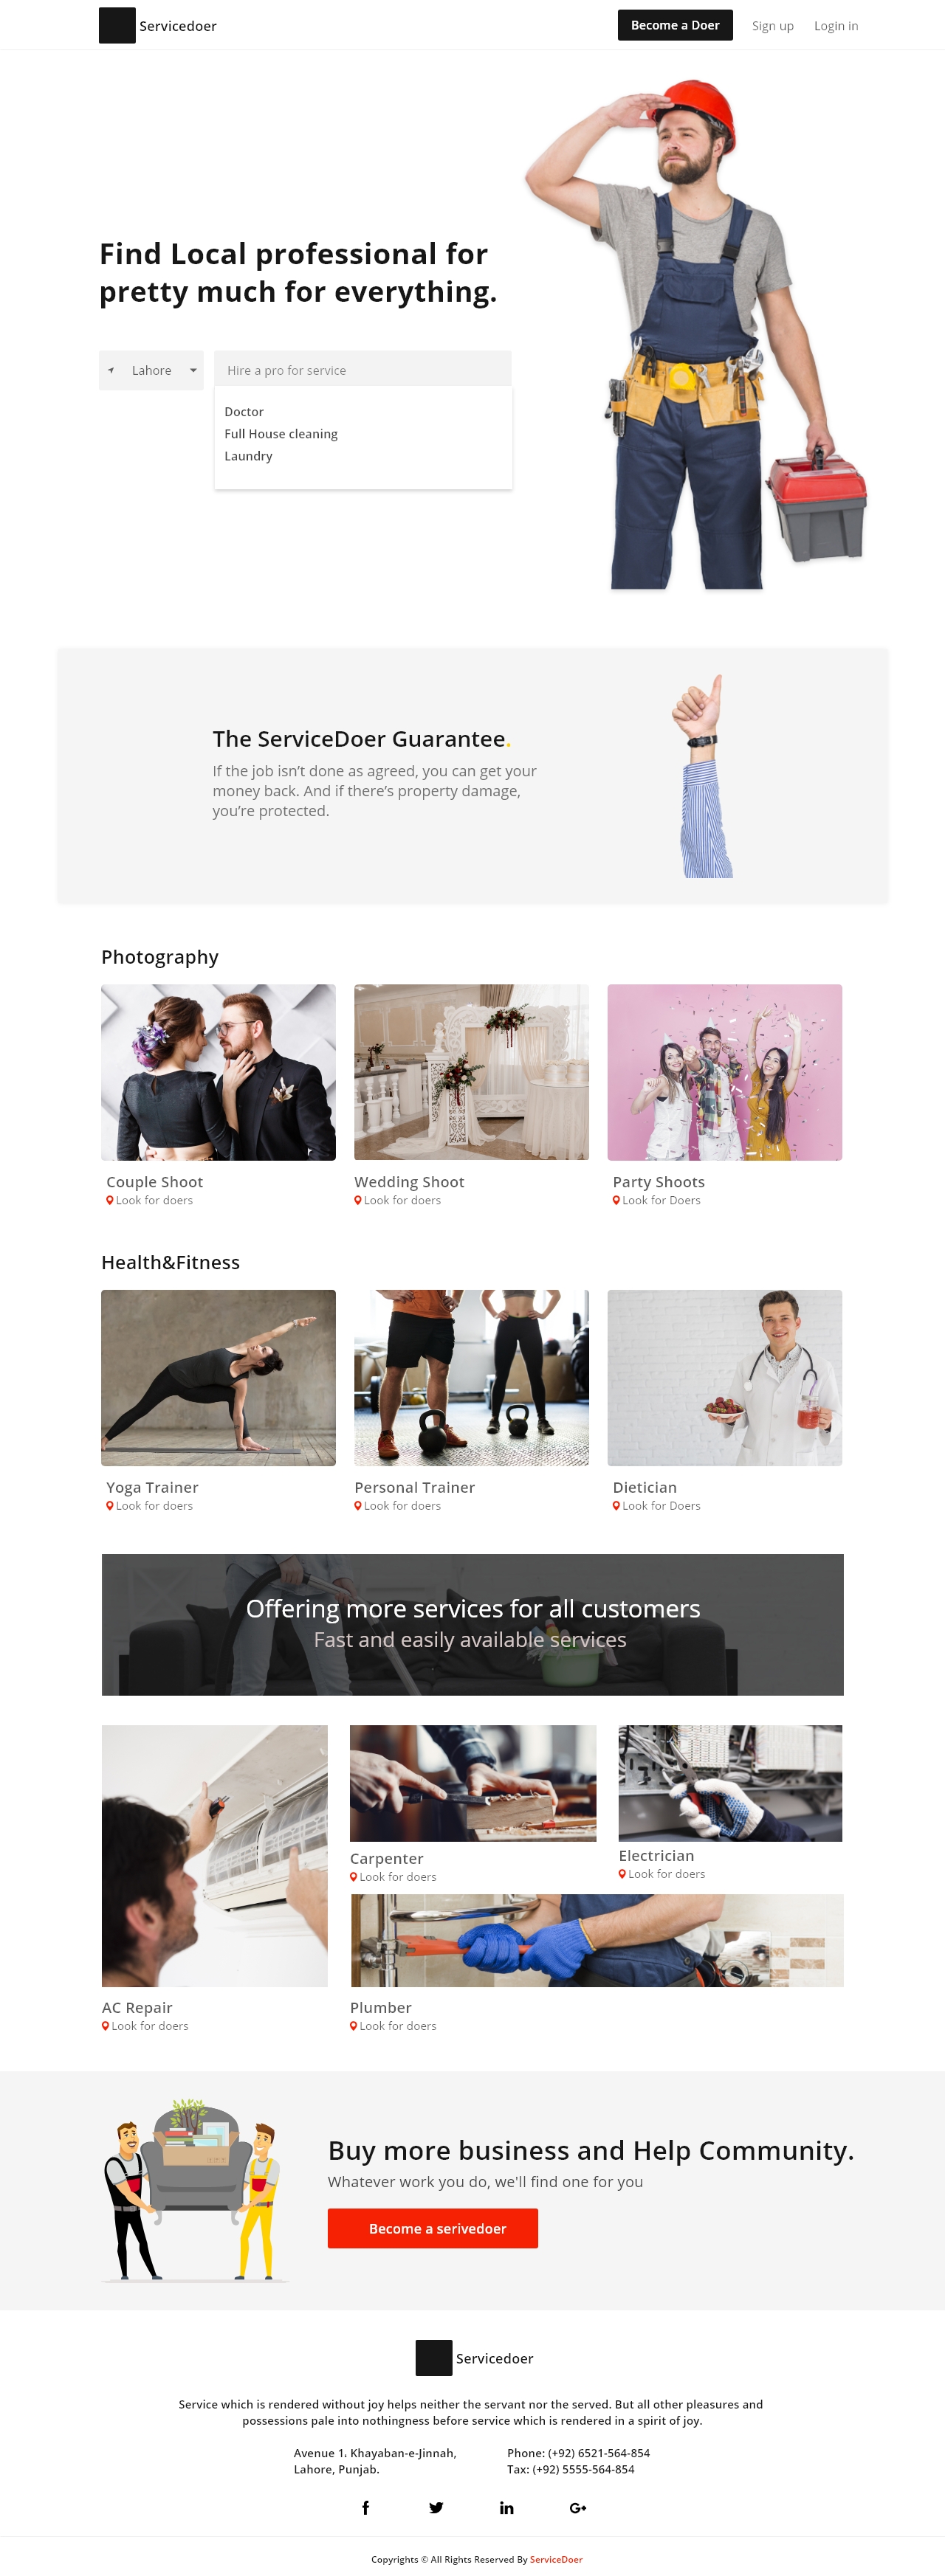 Servicedoer
Become a Doer
Sign up
Login in
Find Local professional for
pretty much for everything.
Lahore
Hire a pro for service
Doctor
Full House cleaning
Laundry
The ServiceDoer Guarantee.
If the job isn’t done as agreed, you can get your
money back. And if there’s property damage,
you’re protected.
Photography
Couple Shoot
Look for doers
Wedding Shoot
Look for doers
Party Shoots
Look for Doers
Health&Fitness
Yoga Trainer
Look for doers
Personal Trainer
Look for doers
Dietician
Look for Doers
Offering more services for all customers
Fast and easily available services
Carpenter
Look for doers
Electrician
Look for doers
AC Repair
Look for doers
Plumber
Look for doers
Buy more business and Help Community.
Whatever work you do, we'll find one for you
Become a serivedoer
Servicedoer
Service which is rendered without joy helps neither the servant nor the served. But all other pleasures and
possessions pale into nothingness before service which is rendered in a spirit of joy.
Avenue 1. Khayaban-e-Jinnah,
Lahore, Punjab.
Phone: (+92) 6521-564-854
Tax: (+92) 5555-564-854
Copyrights © All Rights Reserved By ServiceDoer